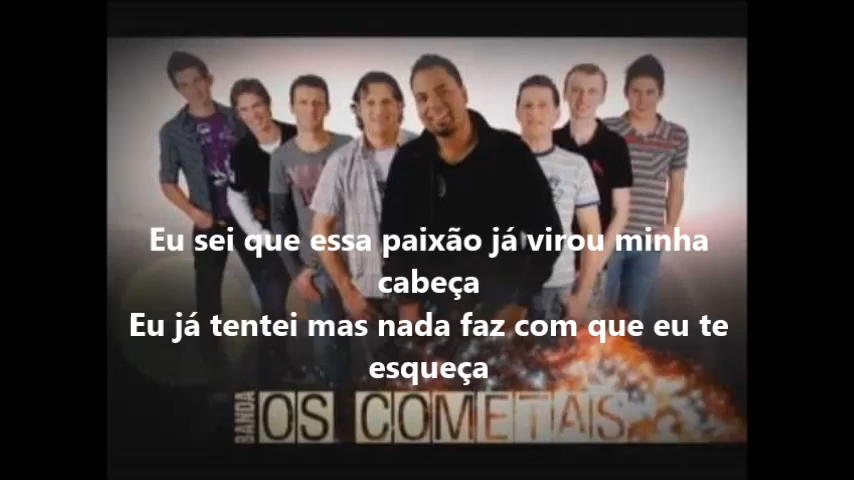 Eu sei que essa paixão já virou minha
cabeça
Eu já tentei mas nada faz com que eu te
esqueça
BANDA OS COMETAS